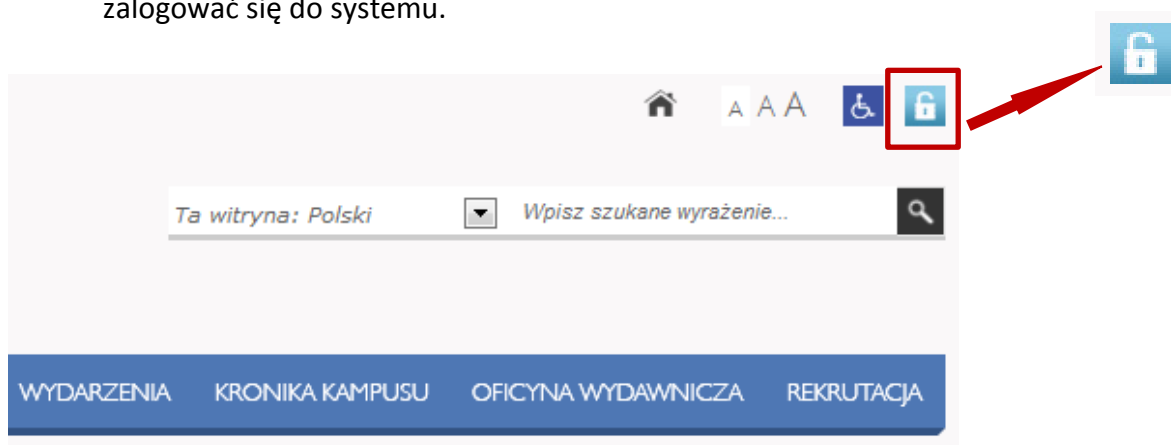 zalogować się do systemu.
A A A
Ta witryna: Polski Wpisz szukane wyrażenie...
WYDARZENIA KRONIKA KAMPUSU OFICYNA WYDAWNICZA REKRUTACJA